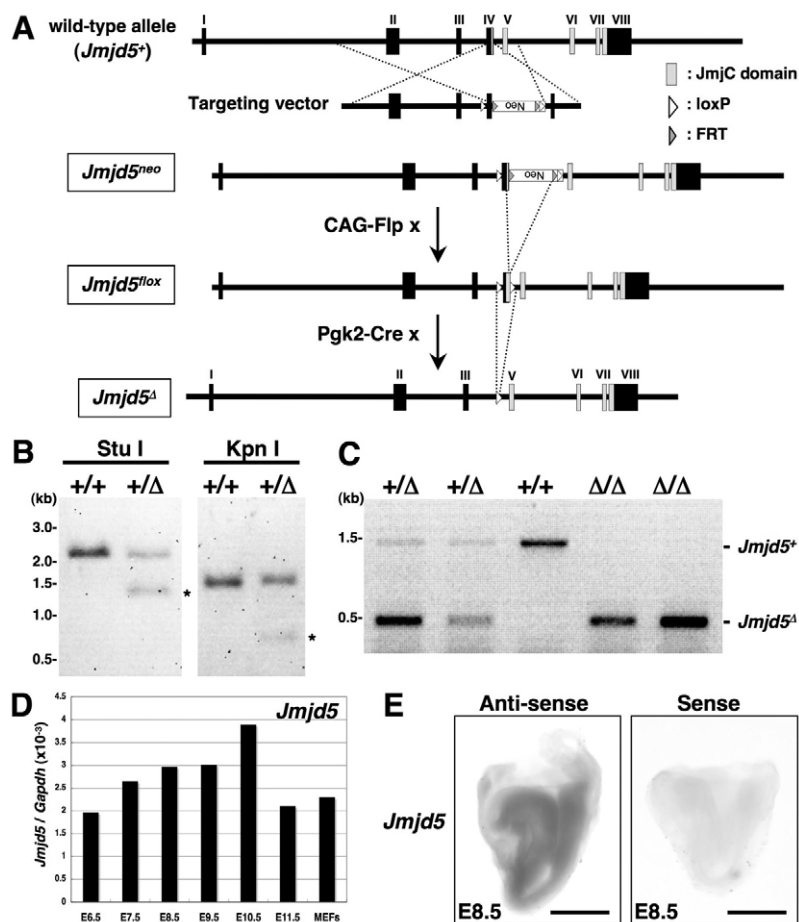 A
wild-type allele
(Jmjd5+)
I II III IV V VI VII VIII
: JmjC domain
: loxP
: FRT
Targeting vector
Neo
Jmjd5neo
Neo
CAG-Flp x
Jmjd5flox
Pgk2-Cre x
Jmjd5Δ
I II III V VI VII VIII
B
Stu I Kpn I
+/+ +/Δ +/+ +/Δ
(kb)
3.0-
2.0-
1.5-
1.0-
0.5-
* *
C
+/Δ +/Δ +/+ Δ/Δ Δ/Δ
(kb)
1.5-
0.5-
- Jmjd5+
- Jmjd5Δ
D
Jmjd5
Jmjd5 / Gapdh (x10-3)
4.5
4
3.5
3
2.5
2
1.5
1
0.5
0
E6.5 E7.5 E8.5 E9.5 E10.5 E11.5 MEFs
E
Anti-sense Sense
Jmjd5
E8.5 E8.5